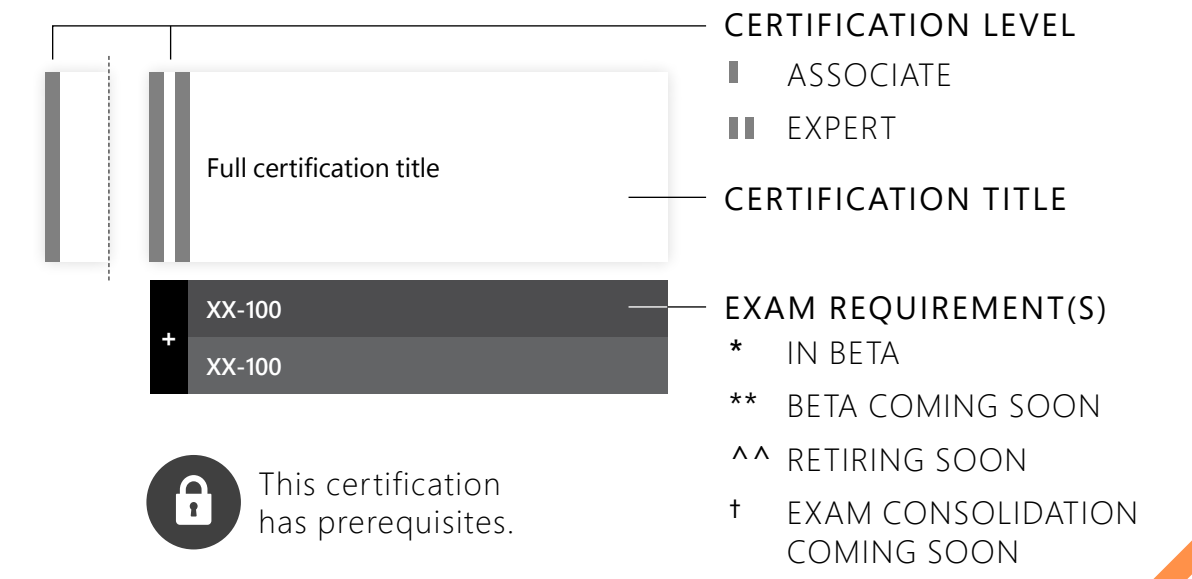 CERTIFICATION LEVEL
ASSOCIATE
EXPERT
Full certification title
CERTIFICATION TITLE
XX-100
+
XX-100
EXAM REQUIREMENT(S)
* IN BETA
** BETA COMING SOON
^^ RETIRING SOON
† EXAM CONSOLIDATION
COMING SOON
This certification
has prerequisites.